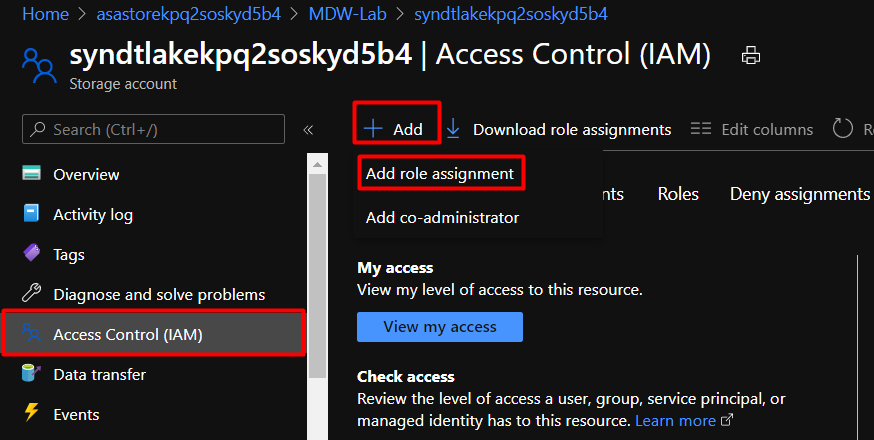 Home > asastorekpq2soskyd5b4 > MDW-Lab > syndtlakekpq2soskyd5b4
syndtlakekpq2soskyd5b4 | Access Control (IAM)
Storage account
Search (Ctrl+/)
«
+ Add
Download role assignments
Edit columns
Add role assignment
Add co-administrator
Roles
Deny assignments
Overview
Activity log
Tags
Diagnose and solve problems
Access Control (IAM)
Data transfer
Events
My access
View my level of access to this resource.
View my access
Check access
Review the level of access a user, group, service principal, or
managed identity has to this resource. Learn more